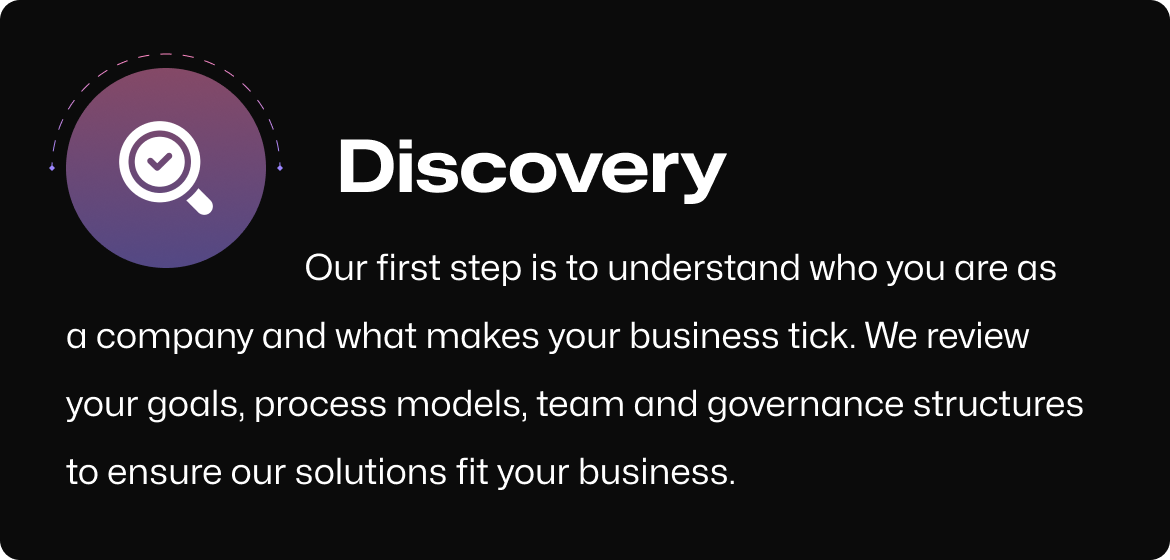 Discovery
Our first step is to understand who you are as
a company and what makes your business tick. We review
your goals, process models, team and governance structures
to ensure our solutions fit your business.